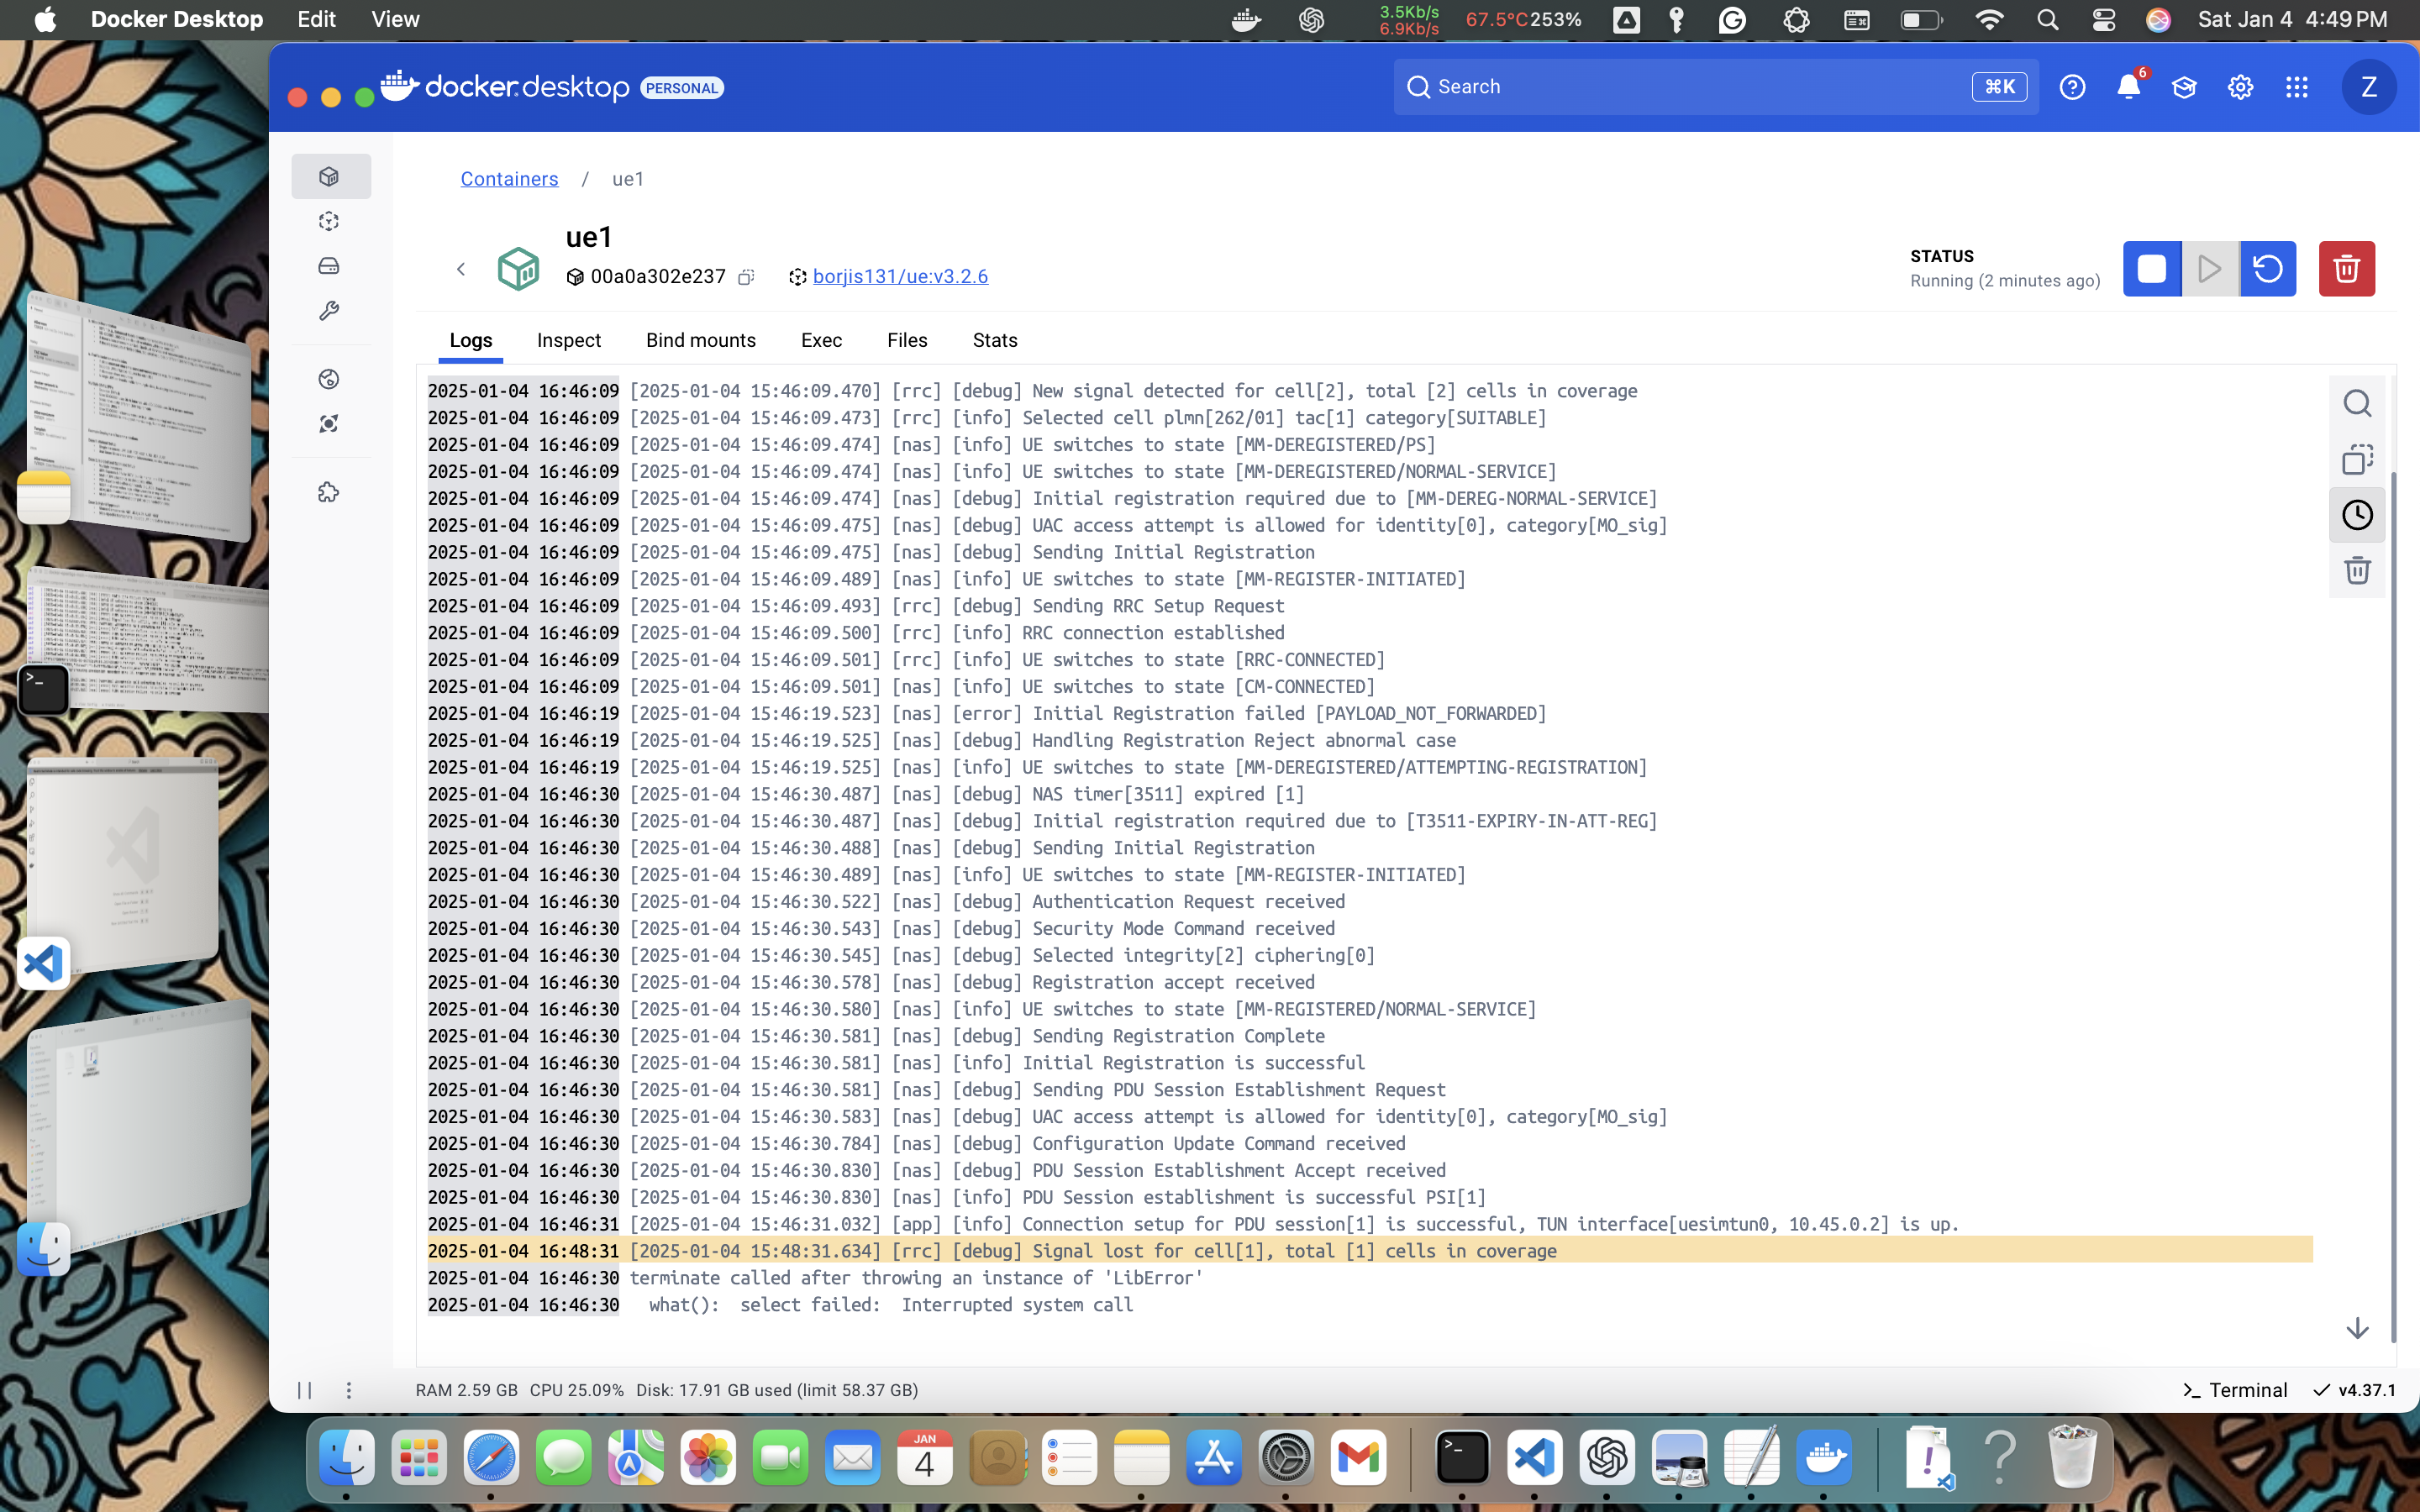 Docker Desktop Edit View 3.5Kb/s 6.9Kb/s 67.5°C 253% Sat Jan 4 4:49 PM
docker.desktop PERSONAL Search ⌘K 6 Z
Containers / ue1
ue1
00a0a302e237 borjis131/ue:v3.2.6
STATUS
Running (2 minutes ago)
Logs Inspect Bind mounts Exec Files Stats
2025-01-04 16:46:09 [2025-01-04 15:46:09.470] [rrc] [debug] New signal detected for cell[2], total [2] cells in coverage
2025-01-04 16:46:09 [2025-01-04 15:46:09.473] [rrc] [info] Selected cell plmn[262/01] tac[1] category[SUITABLE]
2025-01-04 16:46:09 [2025-01-04 15:46:09.474] [nas] [info] UE switches to state [MM-DEREGISTERED/PS]
2025-01-04 16:46:09 [2025-01-04 15:46:09.474] [nas] [info] UE switches to state [MM-DEREGISTERED/NORMAL-SERVICE]
2025-01-04 16:46:09 [2025-01-04 15:46:09.474] [nas] [debug] Initial registration required due to [MM-DEREG-NORMAL-SERVICE]
2025-01-04 16:46:09 [2025-01-04 15:46:09.475] [nas] [debug] UAC access attempt is allowed for identity[0], category[MO_sig]
2025-01-04 16:46:09 [2025-01-04 15:46:09.475] [nas] [debug] Sending Initial Registration
2025-01-04 16:46:09 [2025-01-04 15:46:09.489] [nas] [info] UE switches to state [MM-REGISTER-INITIATED]
2025-01-04 16:46:09 [2025-01-04 15:46:09.493] [rrc] [debug] Sending RRC Setup Request
2025-01-04 16:46:09 [2025-01-04 15:46:09.500] [rrc] [info] RRC connection established
2025-01-04 16:46:09 [2025-01-04 15:46:09.501] [rrc] [info] UE switches to state [RRC-CONNECTED]
2025-01-04 16:46:09 [2025-01-04 15:46:09.501] [nas] [info] UE switches to state [CM-CONNECTED]
2025-01-04 16:46:19 [2025-01-04 15:46:19.523] [nas] [error] Initial Registration failed [PAYLOAD_NOT_FORWARDED]
2025-01-04 16:46:19 [2025-01-04 15:46:19.525] [nas] [debug] Handling Registration Reject abnormal case
2025-01-04 16:46:19 [2025-01-04 15:46:19.525] [nas] [info] UE switches to state [MM-DEREGISTERED/ATTEMPTING-REGISTRATION]
2025-01-04 16:46:30 [2025-01-04 15:46:30.487] [nas] [debug] NAS timer[3511] expired [1]
2025-01-04 16:46:30 [2025-01-04 15:46:30.487] [nas] [debug] Initial registration required due to [T3511-EXPIRY-IN-ATT-REG]
2025-01-04 16:46:30 [2025-01-04 15:46:30.488] [nas] [debug] Sending Initial Registration
2025-01-04 16:46:30 [2025-01-04 15:46:30.489] [nas] [info] UE switches to state [MM-REGISTER-INITIATED]
2025-01-04 16:46:30 [2025-01-04 15:46:30.522] [nas] [debug] Authentication Request received
2025-01-04 16:46:30 [2025-01-04 15:46:30.543] [nas] [debug] Security Mode Command received
2025-01-04 16:46:30 [2025-01-04 15:46:30.545] [nas] [debug] Selected integrity[2] ciphering[0]
2025-01-04 16:46:30 [2025-01-04 15:46:30.578] [nas] [debug] Registration accept received
2025-01-04 16:46:30 [2025-01-04 15:46:30.580] [nas] [info] UE switches to state [MM-REGISTERED/NORMAL-SERVICE]
2025-01-04 16:46:30 [2025-01-04 15:46:30.581] [nas] [debug] Sending Registration Complete
2025-01-04 16:46:30 [2025-01-04 15:46:30.581] [nas] [info] Initial Registration is successful
2025-01-04 16:46:30 [2025-01-04 15:46:30.581] [nas] [debug] Sending PDU Session Establishment Request
2025-01-04 16:46:30 [2025-01-04 15:46:30.583] [nas] [debug] UAC access attempt is allowed for identity[0], category[MO_sig]
2025-01-04 16:46:30 [2025-01-04 15:46:30.784] [nas] [debug] Configuration Update Command received
2025-01-04 16:46:30 [2025-01-04 15:46:30.830] [nas] [debug] PDU Session Establishment Accept received
2025-01-04 16:46:30 [2025-01-04 15:46:30.830] [nas] [info] PDU Session establishment is successful PSI[1]
2025-01-04 16:46:31 [2025-01-04 15:46:31.032] [app] [info] Connection setup for PDU session[1] is successful, TUN interface[uesimtun0, 10.45.0.2] is up.
2025-01-04 16:48:31 [2025-01-04 15:48:31.634] [rrc] [debug] Signal lost for cell[1], total [1] cells in coverage
2025-01-04 16:46:30 terminate called after throwing an instance of 'LibError'
2025-01-04 16:46:30 what(): select failed: Interrupted system call
RAM 2.59 GB CPU 25.09% Disk: 17.91 GB used (limit 58.37 GB) >_ Terminal v4.37.1
JAN
4